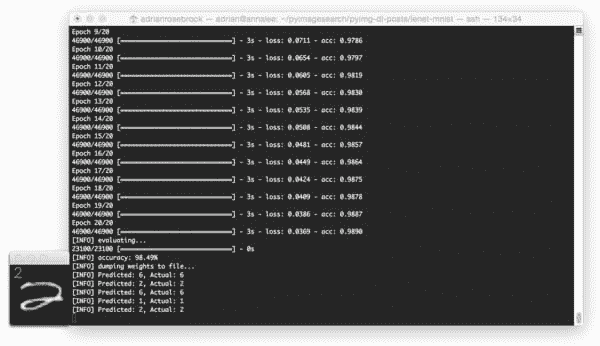 adrianrosebrock — adrian@annalee: ~/pyimagesearch/pyimg-dl-posts/lenet-mnist — ssh — 134×34
Epoch 9/20
46900/46900 [==============================] - 3s - loss: 0.0711 - acc: 0.9786
Epoch 10/20
46900/46900 [==============================] - 3s - loss: 0.0654 - acc: 0.9797
Epoch 11/20
46900/46900 [==============================] - 3s - loss: 0.0605 - acc: 0.9819
Epoch 12/20
46900/46900 [==============================] - 3s - loss: 0.0568 - acc: 0.9830
Epoch 13/20
46900/46900 [==============================] - 3s - loss: 0.0535 - acc: 0.9839
Epoch 14/20
46900/46900 [==============================] - 3s - loss: 0.0508 - acc: 0.9844
Epoch 15/20
46900/46900 [==============================] - 3s - loss: 0.0481 - acc: 0.9857
Epoch 16/20
46900/46900 [==============================] - 3s - loss: 0.0449 - acc: 0.9864
Epoch 17/20
46900/46900 [==============================] - 3s - loss: 0.0424 - acc: 0.9875
Epoch 18/20
46900/46900 [==============================] - 3s - loss: 0.0409 - acc: 0.9878
Epoch 19/20
46900/46900 [==============================] - 3s - loss: 0.0386 - acc: 0.9887
Epoch 20/20
46900/46900 [==============================] - 3s - loss: 0.0369 - acc: 0.9890
[INFO] evaluating...
23100/23100 [==============================] - 0s
[INFO] accuracy: 98.49%
[INFO] dumping weights to file...
[INFO] Predicted: 6, Actual: 6
[INFO] Predicted: 2, Actual: 2
[INFO] Predicted: 6, Actual: 6
[INFO] Predicted: 1, Actual: 1
[INFO] Predicted: 2, Actual: 2
2
2